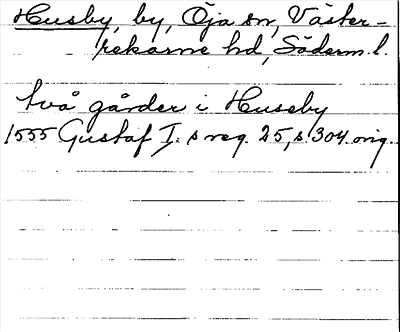 Husby, by, Öja sn, Väster-
rekarne hd, Söderm. l.
två gårder i Huseby
1555 Gustaf I:s reg. 25, s. 304. orig.